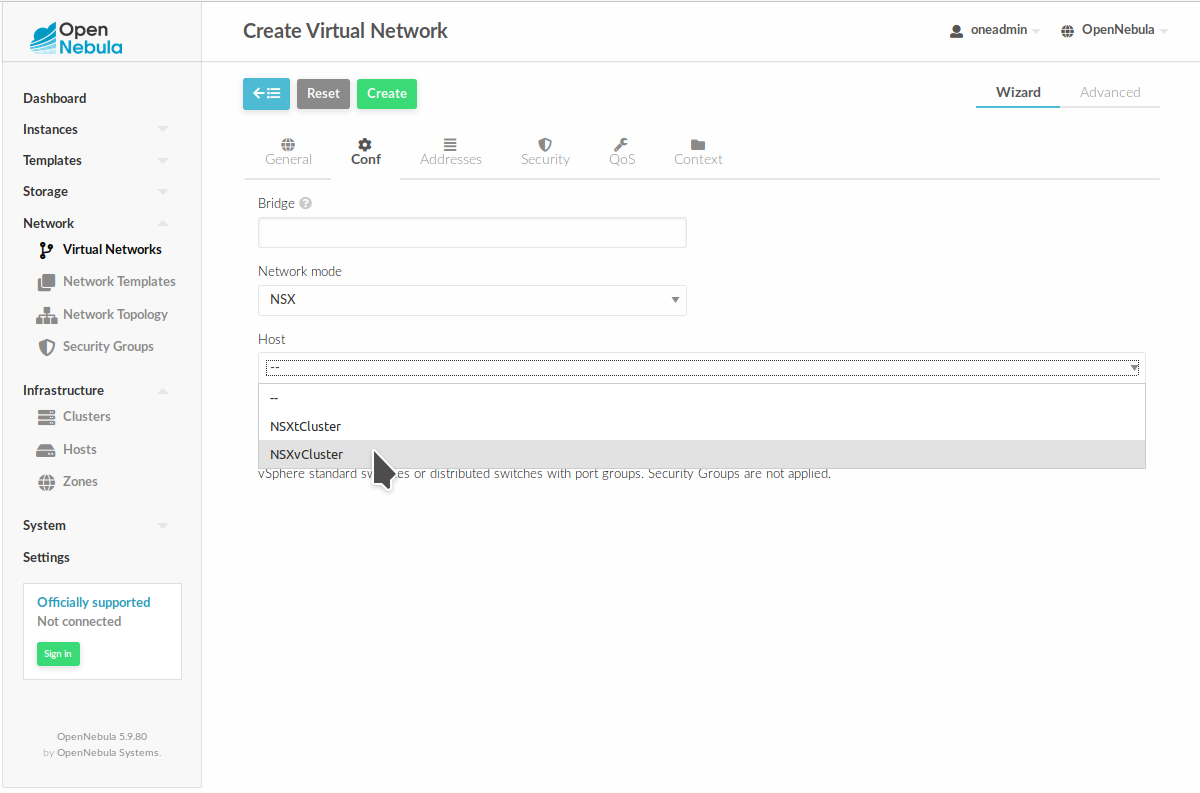 Open
Nebula
Create Virtual Network
oneadmin
OpenNebula
Dashboard
Instances
Templates
Storage
Network
Virtual Networks
Network Templates
Network Topology
Security Groups
Infrastructure
Clusters
Hosts
Zones
System
Settings
Officially supported
Not connected
Sign in
OpenNebula 5.9.80
by OpenNebula Systems.
Reset
Create
Wizard
Advanced
General
Conf
Addresses
Security
QoS
Context
Bridge ?
Network mode
NSX
Host
--
--
NSXtCluster
NSXvCluster
vSphere standard es or distributed switches with port groups. Security Groups are not applied.